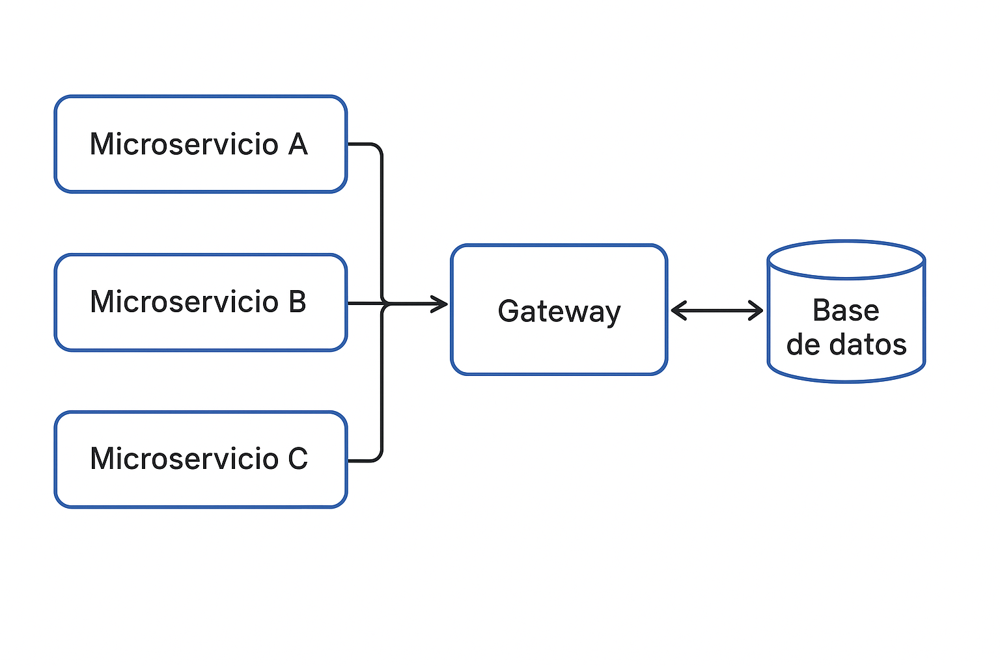 Microservicio A
Microservicio B
Microservicio C
Gateway
Base
de datos